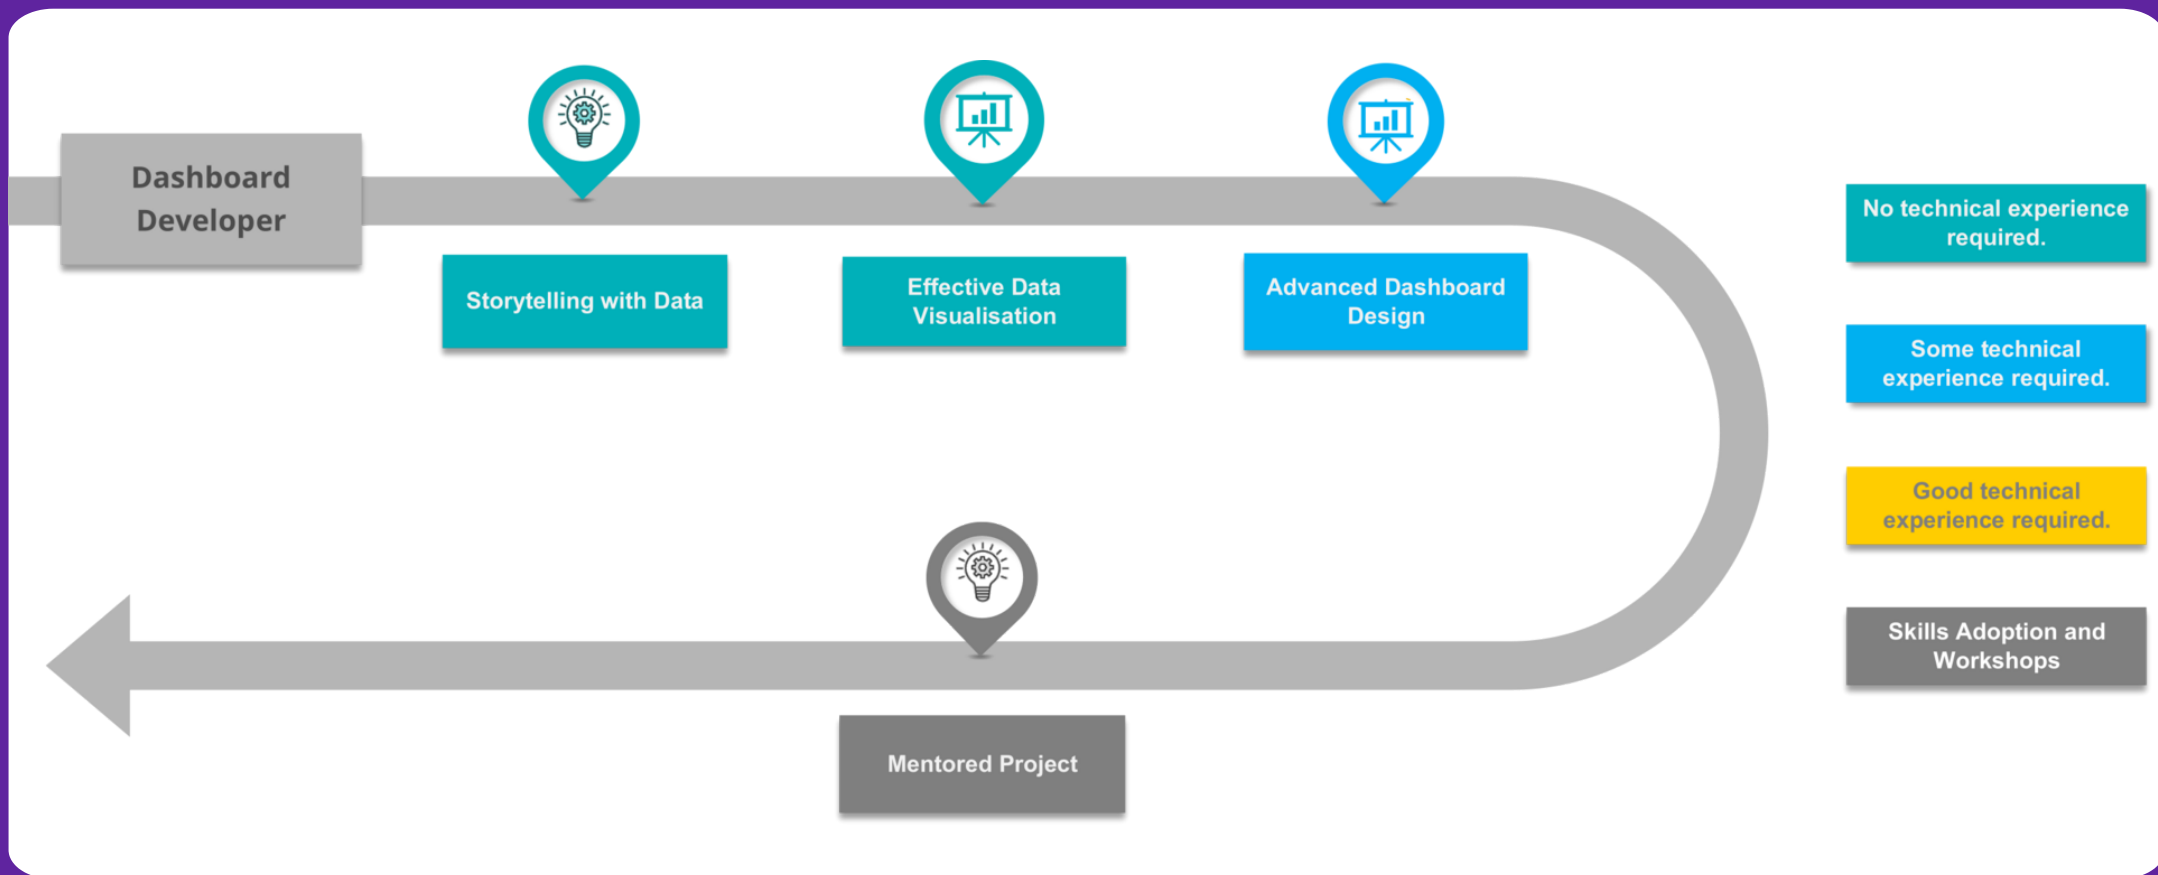 Dashboard
Developer
Storytelling with Data
Effective Data
Visualisation
Advanced Dashboard
Design
Mentored Project
No technical experience
required.
Some technical
experience required.
Good technical
experience required.
Skills Adoption and
Workshops